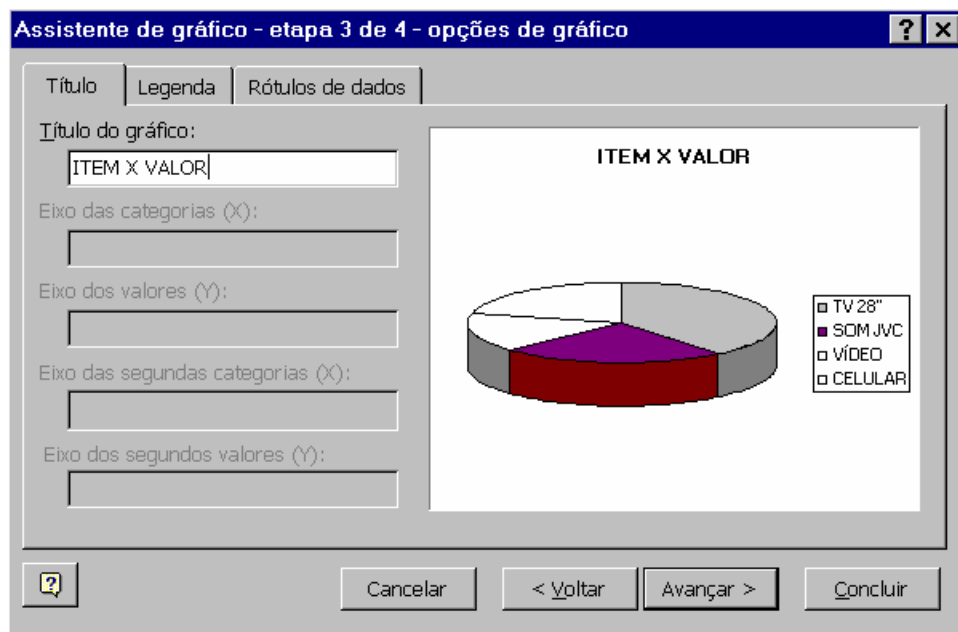 Assistente de gráfico - etapa 3 de 4 - opções de gráfico
Título
Legenda
Rótulos de dados
Título do gráfico:
ITEM X VALOR
Eixo das categorias (X):
Eixo dos valores (Y):
Eixo das segundas categorias (X):
Eixo dos segundos valores (Y):
ITEM X VALOR
TV 28"
SOM JVC
VÍDEO
CELULAR
Cancelar
< Voltar
Avançar >
Concluir